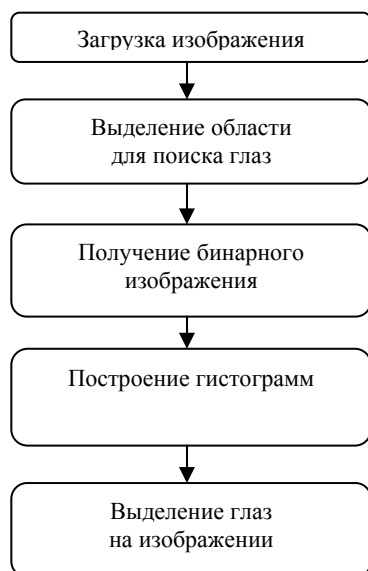 Загрузка изображения
Выделение области
для поиска глаз
Получение бинарного
изображения
Построение гистограмм
Выделение глаз
на изображении